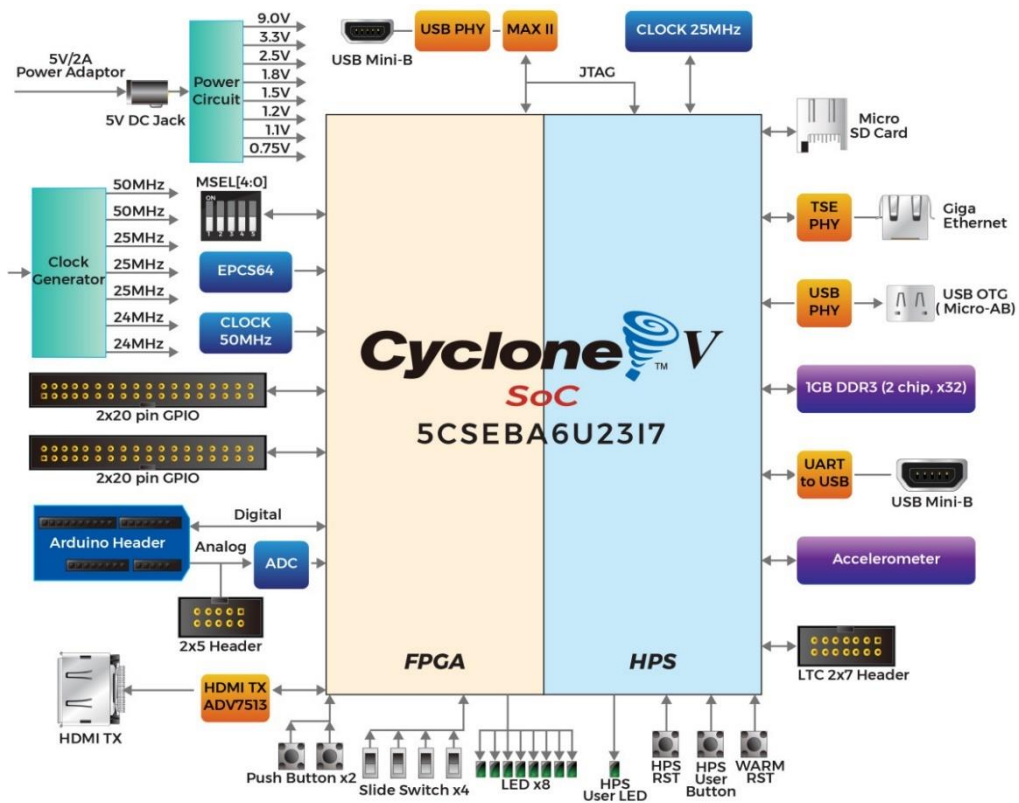 5V/2A
Power Adaptor
5V DC Jack
Power
Circuit
9.0V
3.3V
2.5V
1.8V
1.5V
1.2V
1.1V
0.75V
USB Mini-B
USB PHY
MAX II
JTAG
CLOCK 25MHz
Clock
Generator
50MHz
50MHz
25MHz
25MHz
25MHz
24MHz
24MHz
MSEL[4:0]
ON
1 2 3 4 5
EPCS64
CLOCK
50MHz
2x20 pin GPIO
2x20 pin GPIO
Arduino Header
Digital
Analog
ADC
2x5 Header
HDMI TX
HDMI TX
ADV7513
Cyclone V
TM
SoC
5CSEBA6U23I7
FPGA
HPS
Micro
SD Card
TSE
PHY
Giga
Ethernet
USB
PHY
USB OTG
( Micro-AB)
1GB DDR3 (2 chip, x32)
UART
to USB
USB Mini-B
Accelerometer
LTC 2x7 Header
Push Button x2
Slide Switch x4
LED x8
HPS
User LED
HPS
RST
HPS
User
Button
WARM
RST